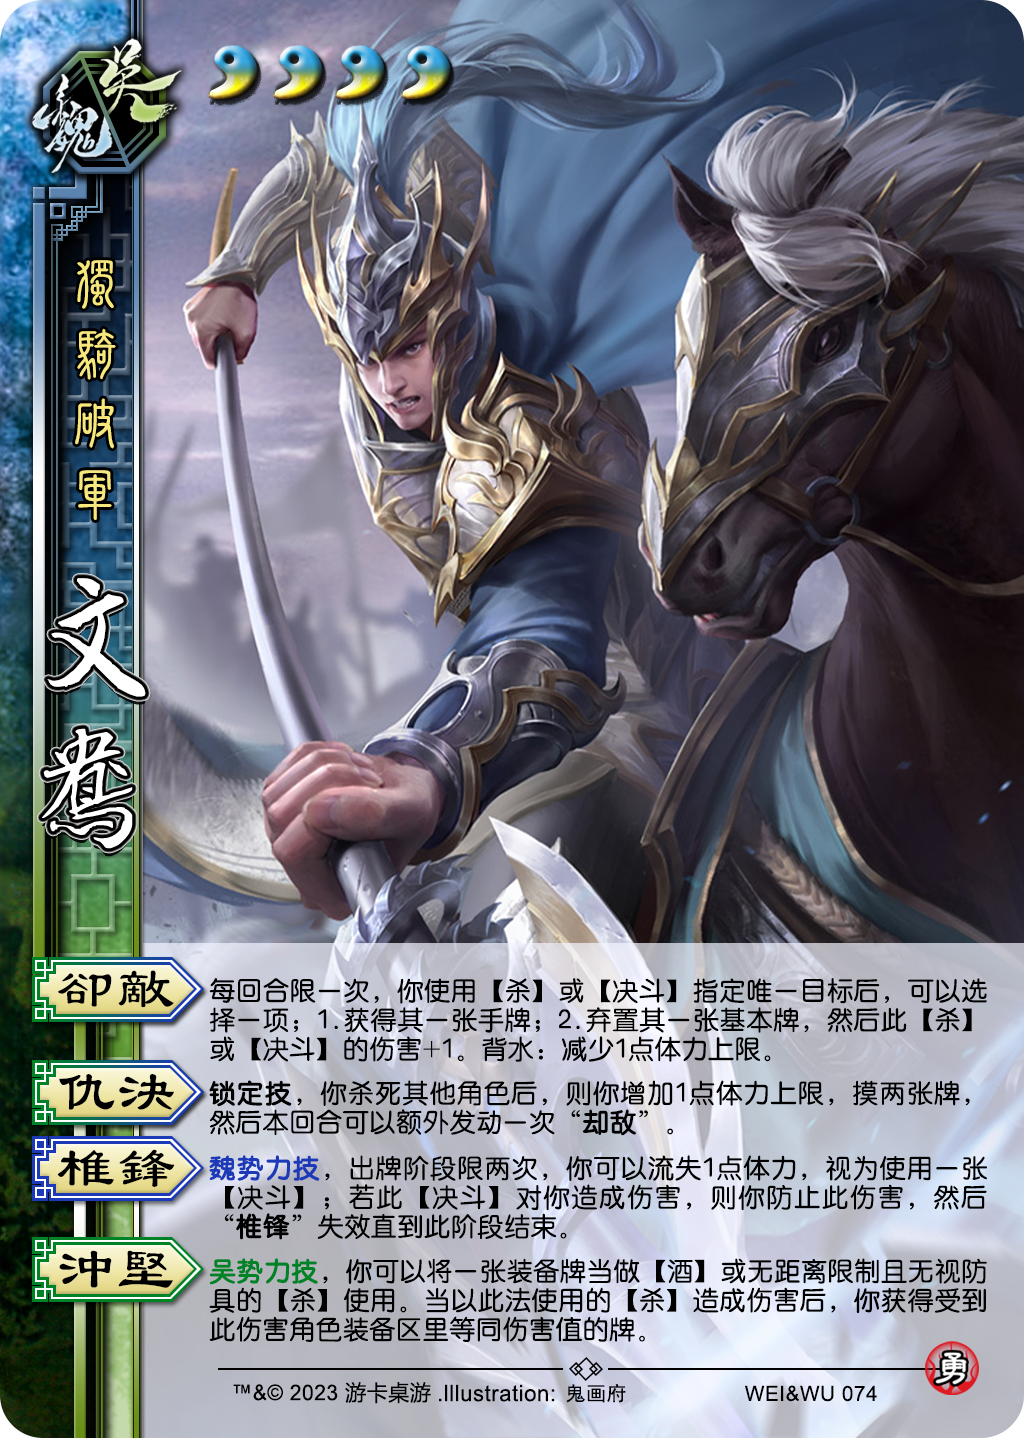 魏吴
獨騎破軍
文鸯
卻敵
每回合限一次，你使用【杀】或【决斗】指定唯一目标后，可以选
择一项；1.获得其一张手牌；2.弃置其一张基本牌，然后此【杀】
或【决斗】的伤害+1。背水：减少1点体力上限。
仇決
锁定技，你杀死其他角色后，则你增加1点体力上限，摸两张牌，
然后本回合可以额外发动一次“却敌”。
椎鋒
魏势力技，出牌阶段限两次，你可以流失1点体力，视为使用一张
【决斗】；若此【决斗】对你造成伤害，则你防止此伤害，然后
“椎锋”失效直到此阶段结束。
沖堅
吴势力技，你可以将一张装备牌当做【酒】或无距离限制且无视防
具的【杀】使用。当以此法使用的【杀】造成伤害后，你获得受到
此伤害角色装备区里等同伤害值的牌。
勇
™&© 2023 游卡桌游 .Illustration: 鬼画府
WEI&WU 074